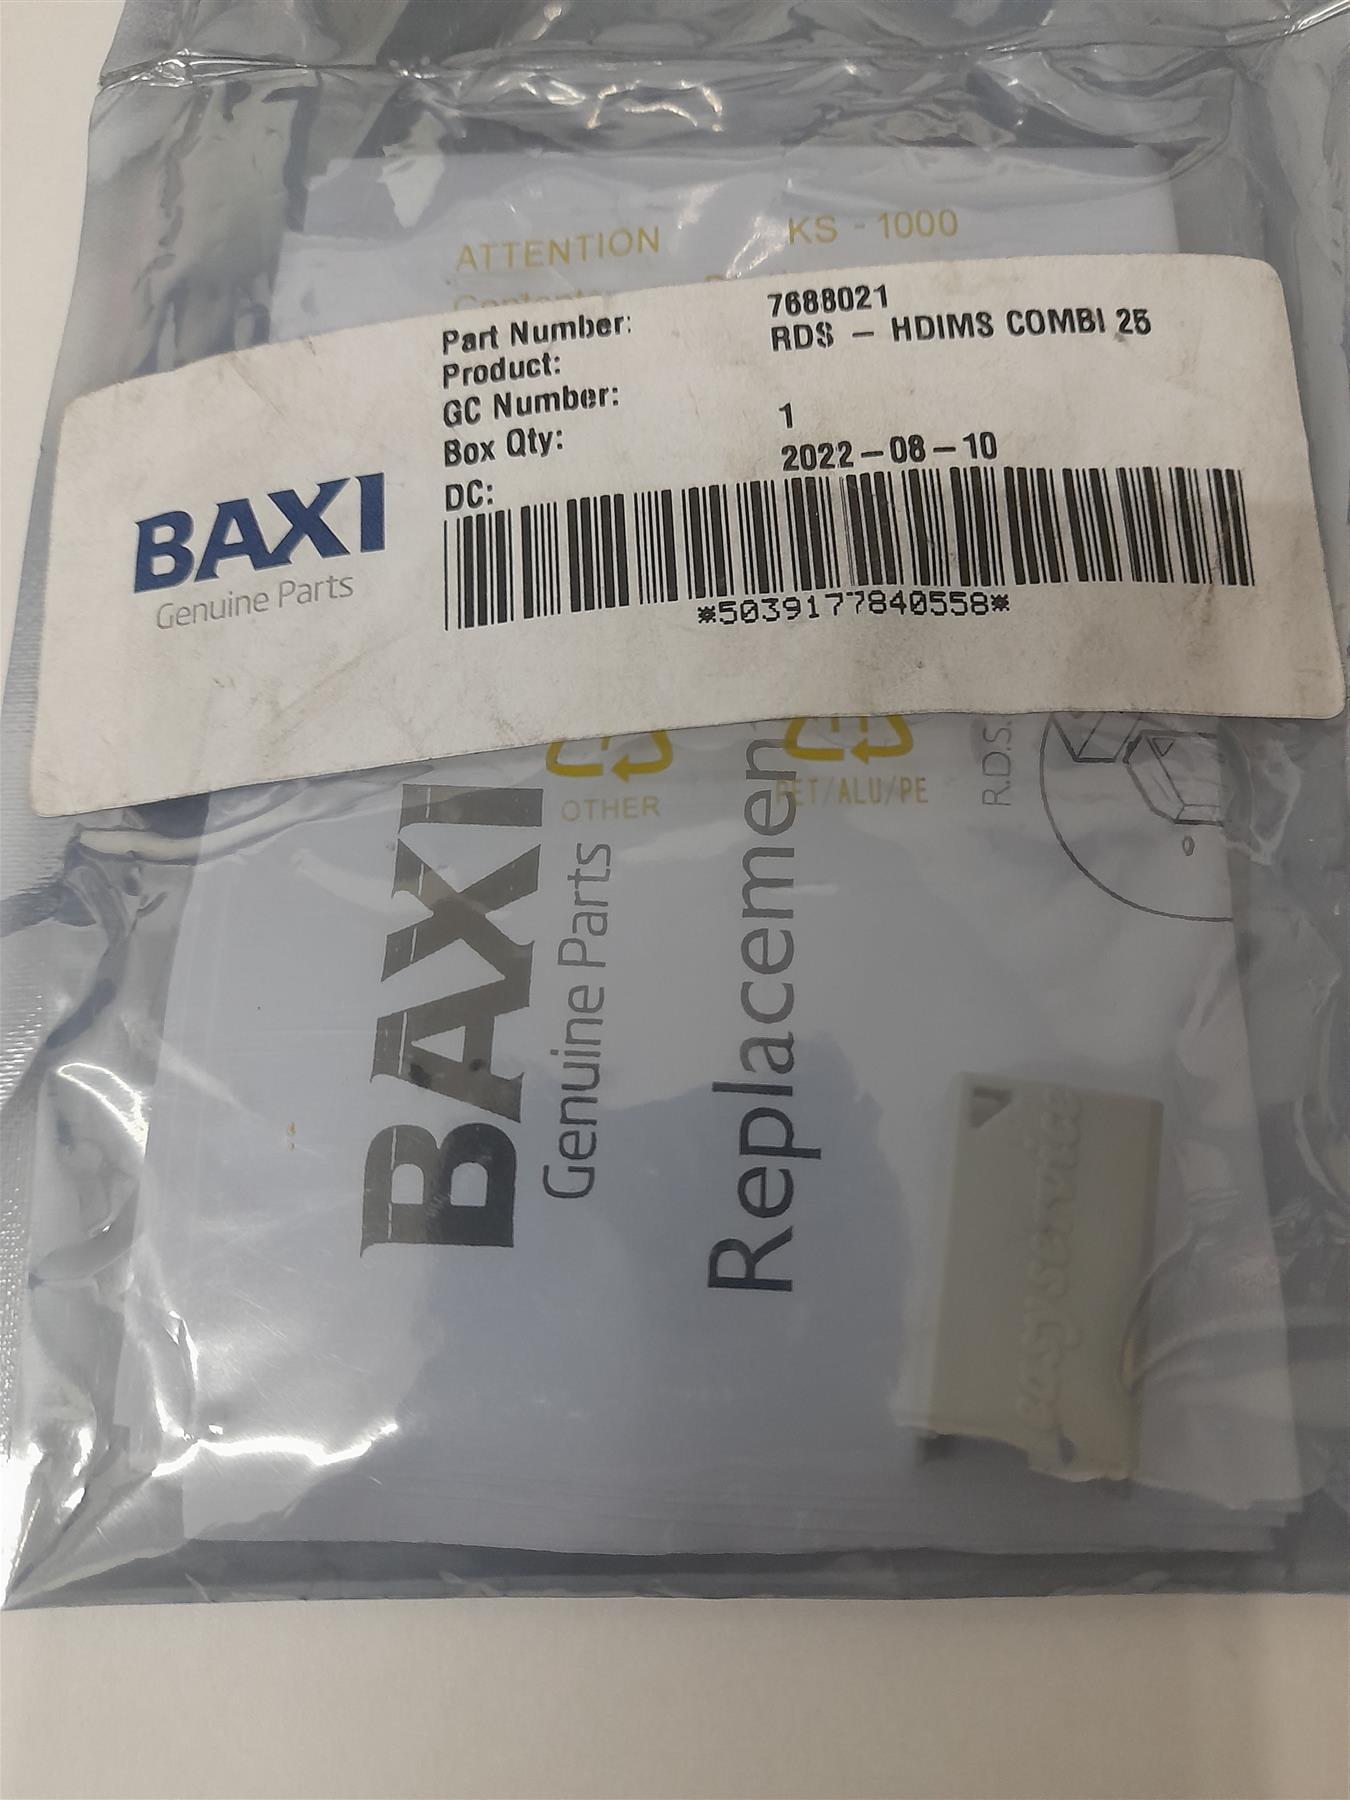 ATTENTION KS - 1000
Part Number: 7688021
Product: RDS - HDIMS COMBI 25
GC Number:
Box Qty: 1
DC: 2022-08-10
*5039177840558*
BAXI
Genuine Parts
OTHER
PET/ALU/PE
R.D.S.
BAXI
Genuine Parts
Replacemen
easyservice